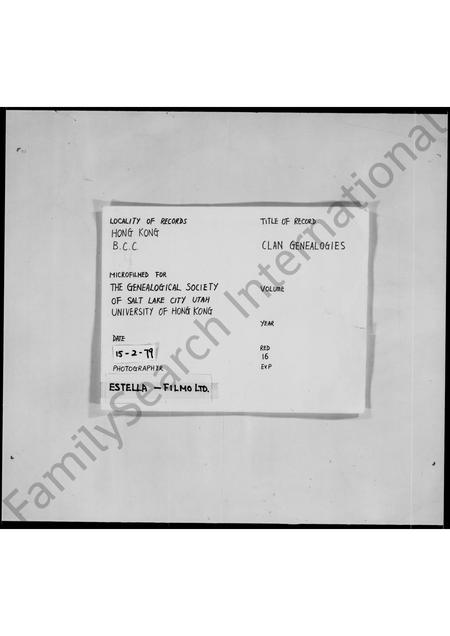 LOCALITY OF RECORDS
HONG KONG
B.C.C.
MICROFILMED FOR
THE GENEALOGICAL SOCIETY
OF SALT LAKE CITY UTAH
UNIVERSITY OF HONG KONG
DATE
15-2-79
PHOTOGRAPHER
ESTELLA — FILMO LTD.
TITLE OF RECORD
CLAN GENEALOGIES
VOLUME
YEAR
RED
16
EXP
FamilySearch International